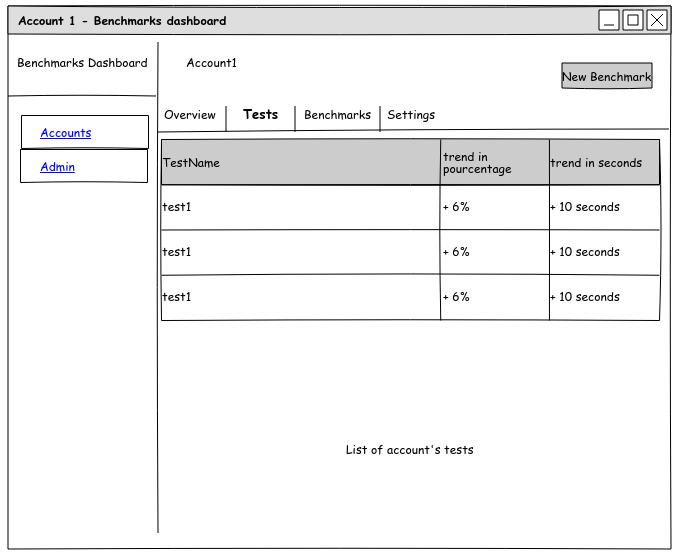 Account 1 - Benchmarks dashboard
Benchmarks Dashboard
Account1
New Benchmark
Accounts
Admin
Overview Tests Benchmarks Settings
TestName trend in pourcentage trend in seconds
test1 + 6% + 10 seconds
test1 + 6% + 10 seconds
test1 + 6% + 10 seconds
List of account's tests